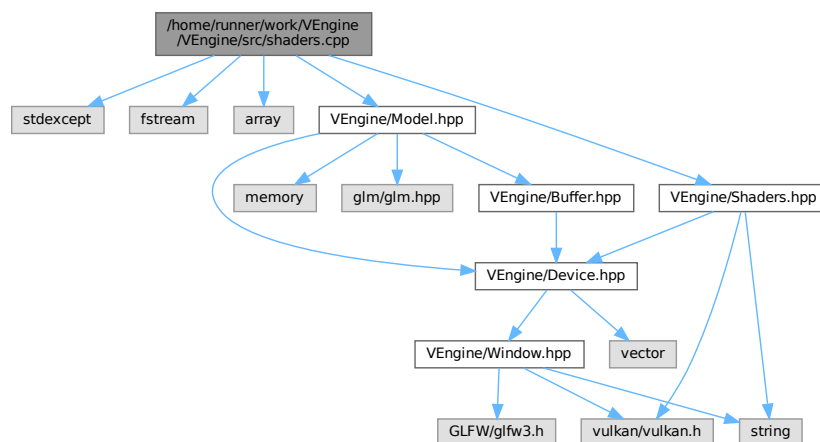 /home/runner/work/VEngine
/VEngine/src/shaders.cpp
stdexcept
fstream
array
VEngine/Model.hpp
memory
glm/glm.hpp
VEngine/Buffer.hpp
VEngine/Shaders.hpp
VEngine/Device.hpp
VEngine/Window.hpp
vector
GLFW/glfw3.h
vulkan/vulkan.h
string